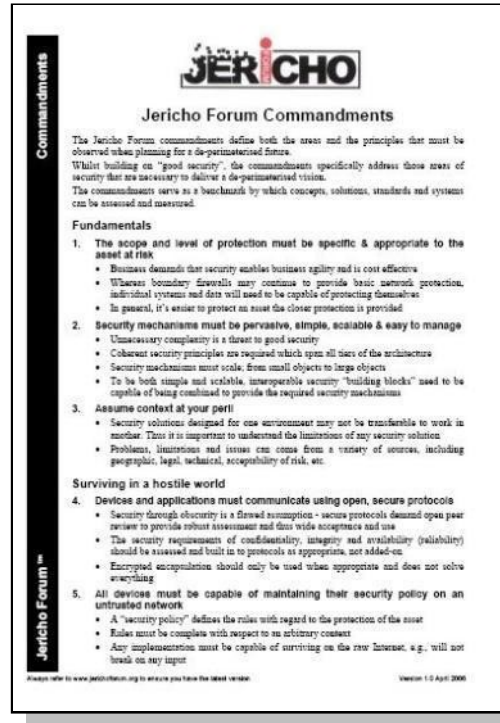 Commandments
JERICHO
FORUM
Jericho Forum Commandments
The Jericho Forum commandments define both the areas and the principles that must be
observed when planning for a de-perimeterised future.
Whilst building on "good security", the commandments specifically address those areas of
security that are necessary to deliver a de-perimeterised vision.
The commandments serve as a benchmark by which concepts, solutions, standards and systems
can be assessed and measured.
Fundamentals
1. The scope and level of protection must be specific & appropriate to the
asset at risk
• Business demands that security enables business agility and is cost effective
• Whereas boundary firewalls may continue to provide basic network protection,
individual systems and data will need to be capable of protecting themselves
• In general, it's easier to protect an asset the closer protection is provided
2. Security mechanisms must be pervasive, simple, scalable & easy to manage
• Unnecessary complexity is a threat to good security
• Coherent security principles are required which span all tiers of the architecture
• Security mechanisms must scale; from small objects to large objects
• To be both simple and scalable, interoperable security "building blocks" need to be
capable of being combined to provide the required security mechanisms
3. Assume context at your peril
• Security solutions designed for one environment may not be transferable to work in
another. Thus it is important to understand the limitations of any security solution
• Problems, limitations and issues can come from a variety of sources, including
geographic, legal, technical, acceptability of risk, etc.
Surviving in a hostile world
4. Devices and applications must communicate using open, secure protocols
• Security through obscurity is a flawed assumption - secure protocols demand open peer
review to provide robust assessment and thus wide acceptance and use
• The security requirements of confidentiality, integrity and availability (reliability)
should be assessed and built in to protocols as appropriate, not added-on
• Encrypted encapsulation should only be used when appropriate and does not solve
everything
5. All devices must be capable of maintaining their security policy on an
untrusted network
• A "security policy" defines the rules with regard to the protection of the asset
• Rules must be complete with respect to an arbitrary context
• Any implementation must be capable of surviving on the raw Internet, e.g., will not
break on any input
Jericho Forum™
Always refer to www.jerichoforum.org to ensure you have the latest version
Version 1.0 April 2006